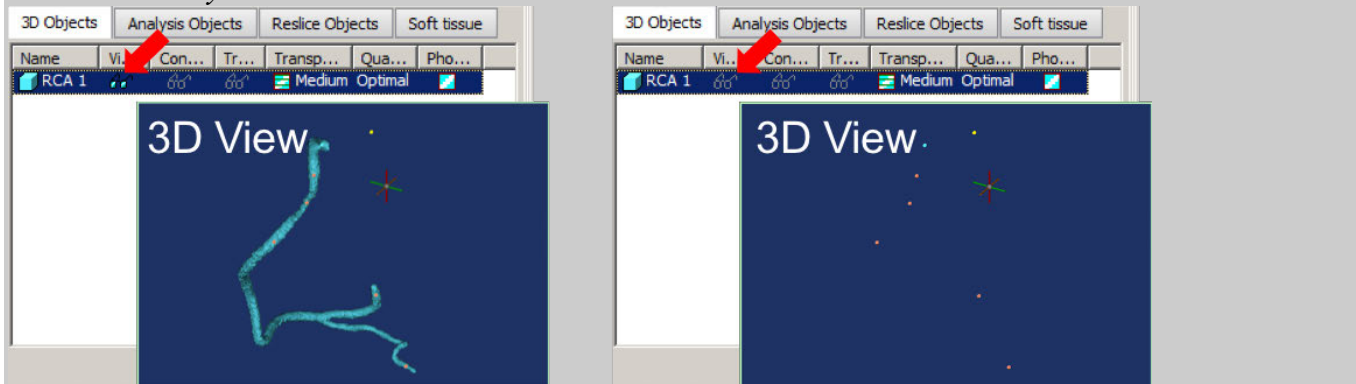 3D Objects Analysis Objects Reslice Objects Soft tissue
Name Vi... Con... Tr... Transp... Qua... Pho...
RCA 1 Medium Optimal
3D View
3D Objects Analysis Objects Reslice Objects Soft tissue
Name Vi... Con... Tr... Transp... Qua... Pho...
RCA 1 Medium Optimal
3D View